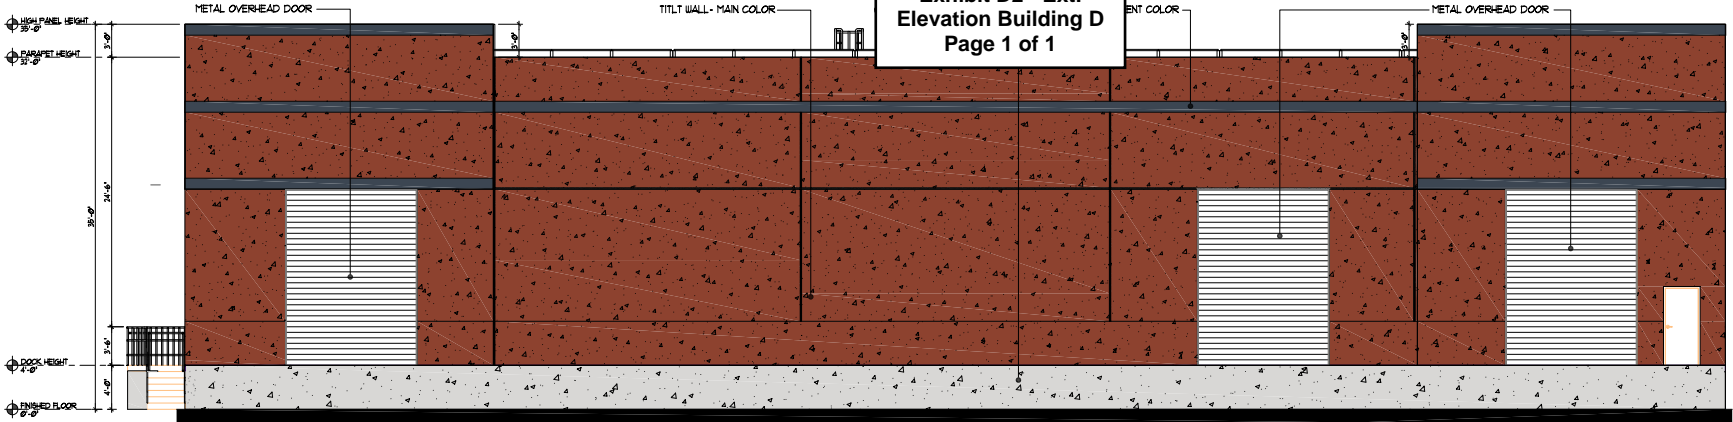 METAL OVERHEAD DOOR
TITLT WALL- MAIN COLOR
Elevation Building D
Page 1 of 1
ENT COLOR
METAL OVERHEAD DOOR
HIGH PANEL HEIGHT
35'-0"
PARAPET HEIGHT
32'-0"
3'-0"
3'-0"
3'-0"
24'-6"
35'-0"
3'-6"
DOCK HEIGHT
4'-0"
4'-0"
FINISHED FLOOR
0'-0"